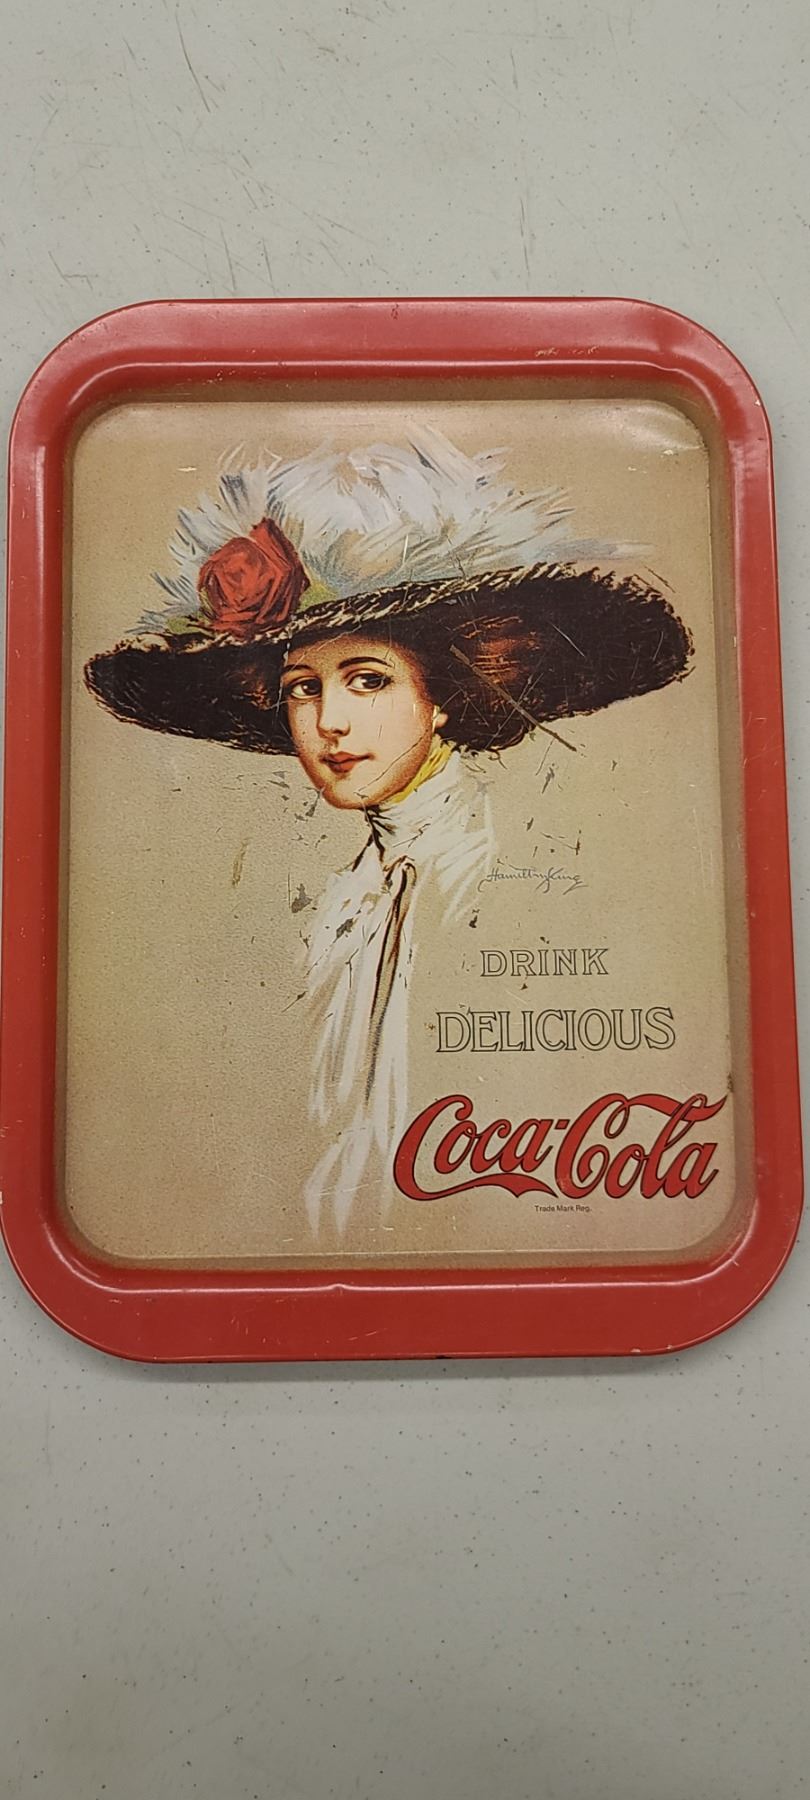 Hamilton King
DRINK
DELICIOUS
Coca-Cola
Trade Mark Reg.